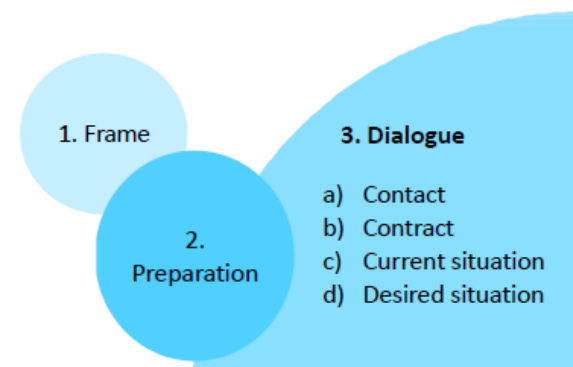 1. Frame
2.
Preparation
3. Dialogue
a) Contact
b) Contract
c) Current situation
d) Desired situation